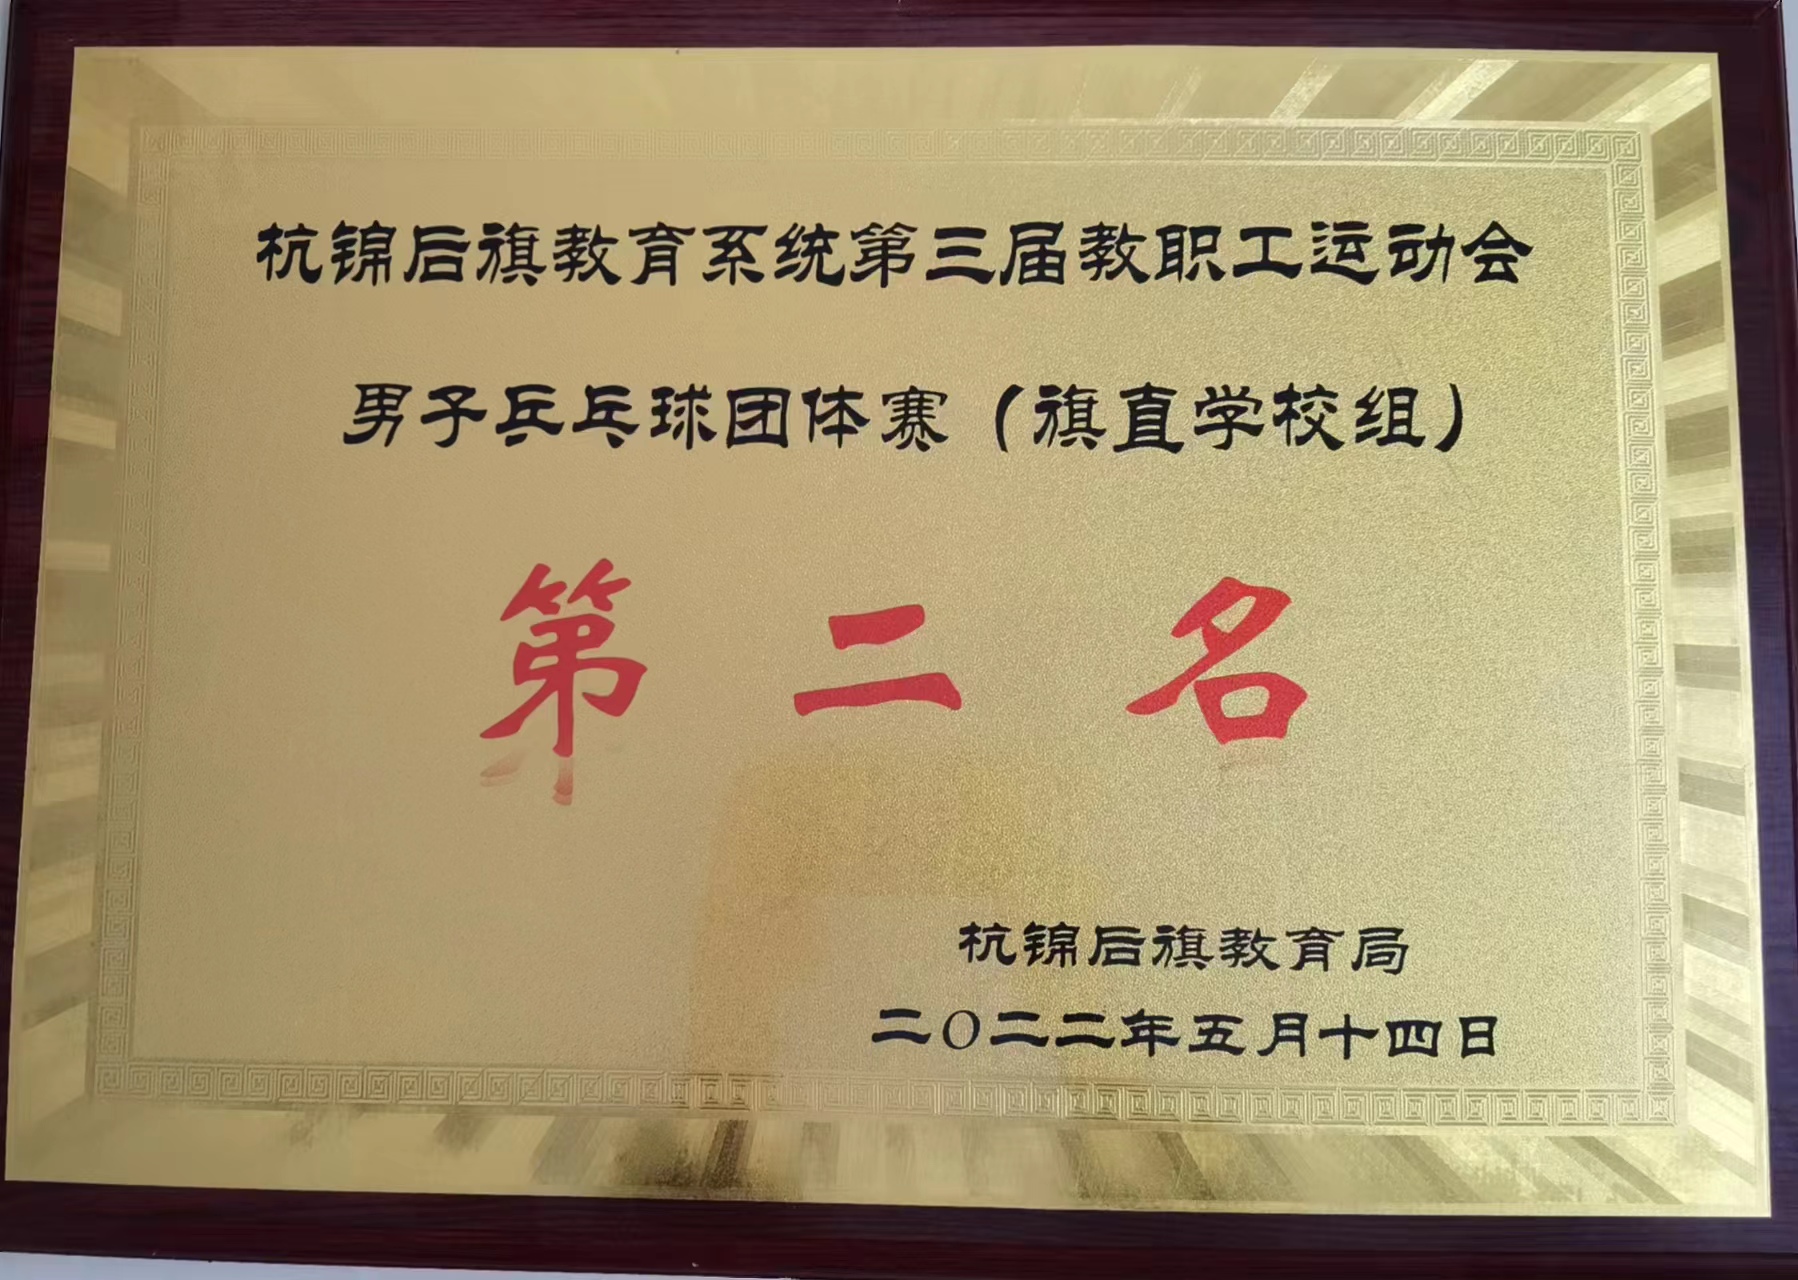 杭锦后旗教育系统第三届教职工运动会
男子乒乓球团体赛（旗直学校组）
第二名
杭锦后旗教育局
二〇二二年五月十四日